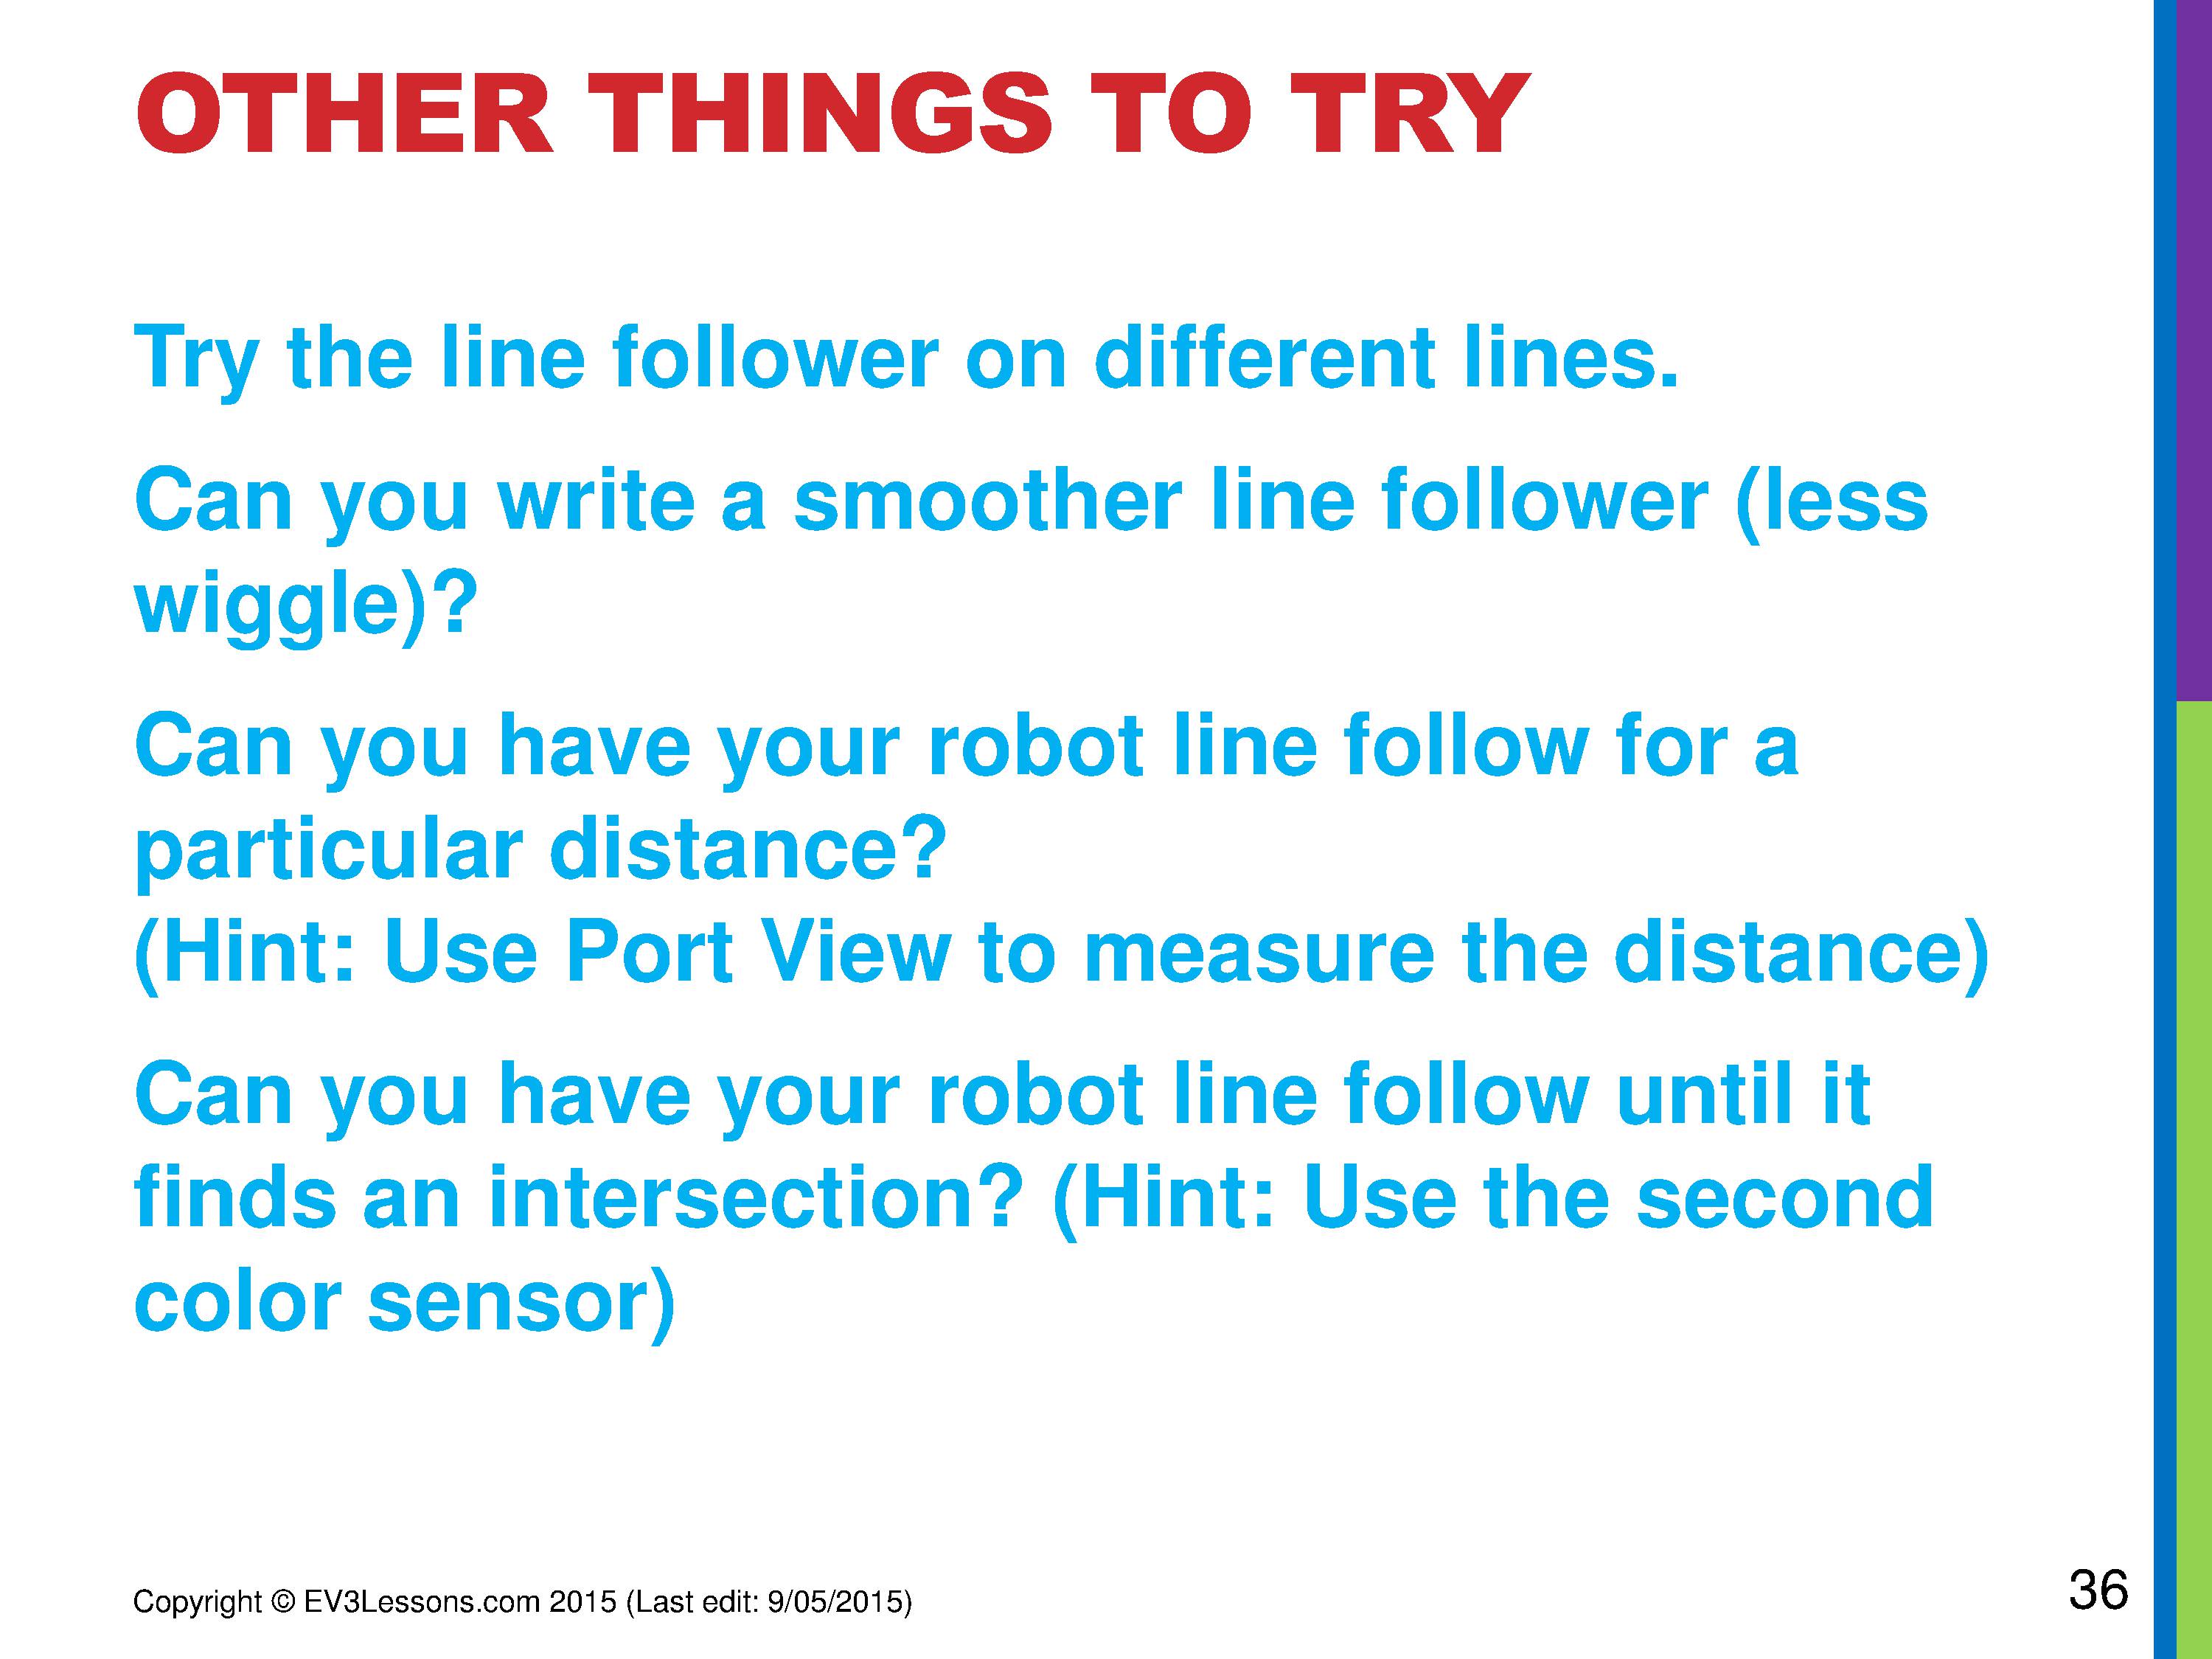 OTHER THINGS TO TRY
Try the line follower on different lines.
Can you write a smoother line follower (less
wiggle)?
Can you have your robot line follow for a
particular distance?
(Hint: Use Port View to measure the distance)
Can you have your robot line follow until it
finds an intersection? (Hint: Use the second
color sensor)
Copyright © EV3Lessons.com 2015 (Last edit: 9/05/2015)
36